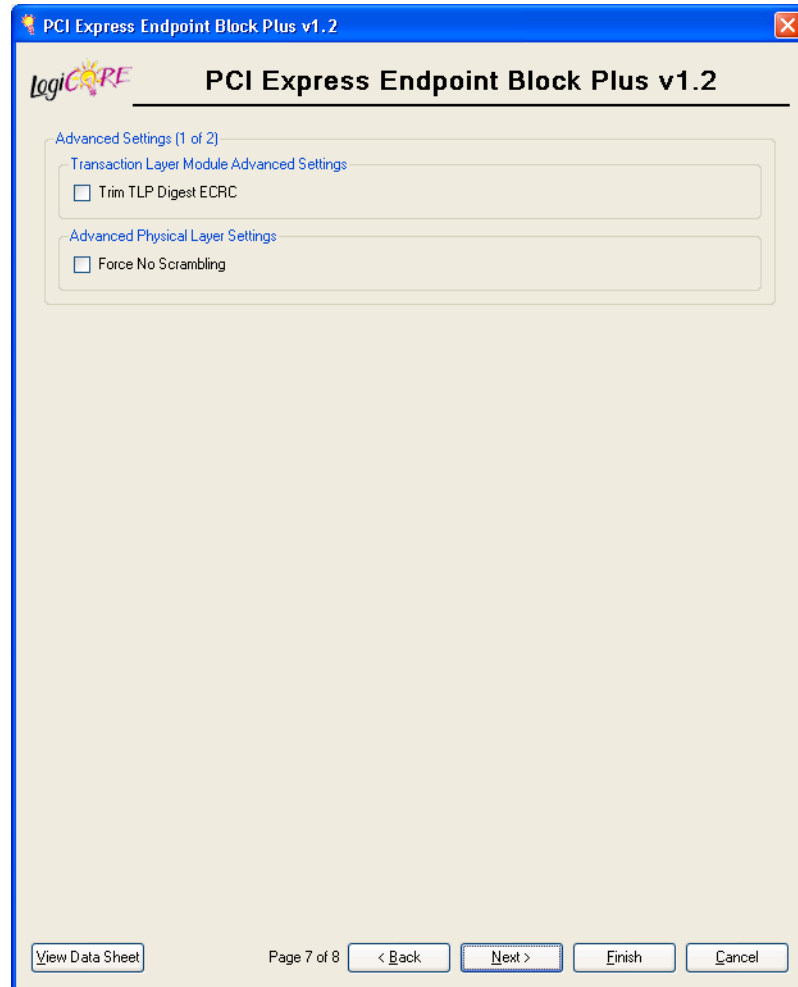 PCI Express Endpoint Block Plus v1.2
LogiCORE
PCI Express Endpoint Block Plus v1.2
Advanced Settings (1 of 2)
Transaction Layer Module Advanced Settings
Trim TLP Digest ECRC
Advanced Physical Layer Settings
Force No Scrambling
View Data Sheet Page 7 of 8 < Back Next > Finish Cancel